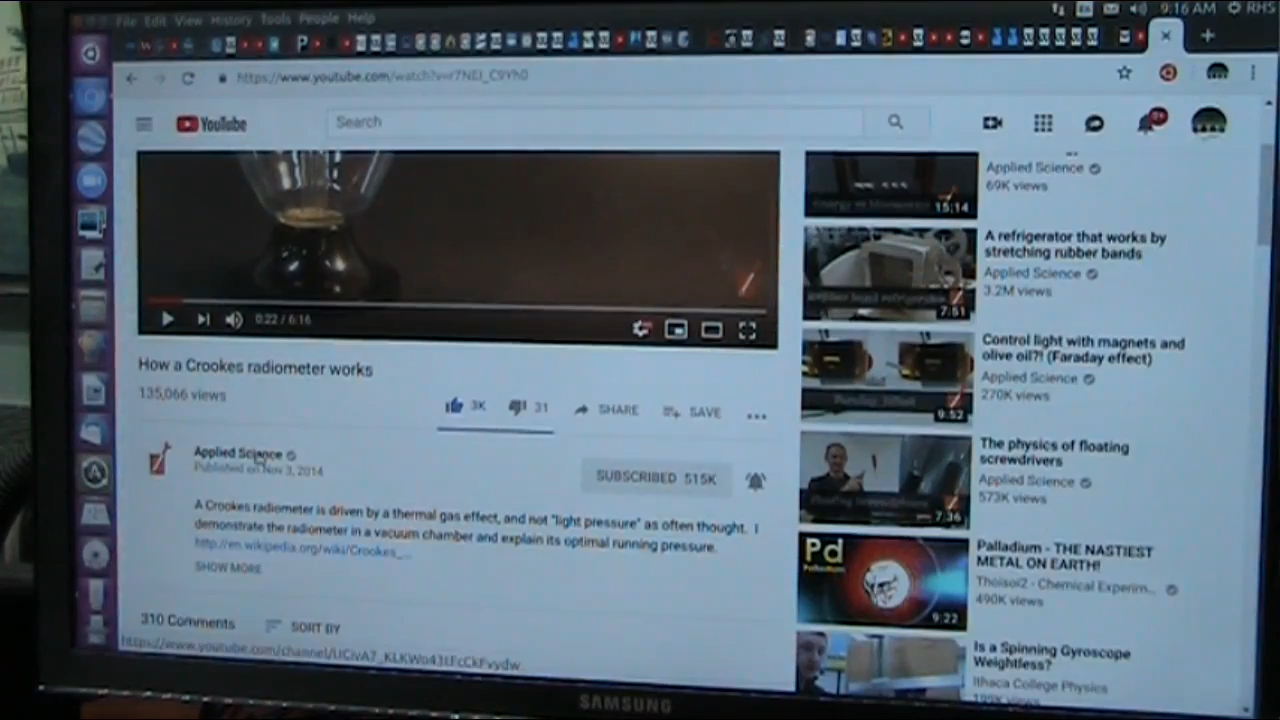 File Edit View History Tools People Help
9:16 AM RHS
https://www.youtube.com/watch?v=r7NEI_C9Yh0
YouTube
Search
9+
Applied Science
69K views
15:14
A refrigerator that works by
stretching rubber bands
Applied Science
3.2M views
7:51
0:22 / 6:16
How a Crookes radiometer works
135,066 views
3K 31 SHARE SAVE
Control light with magnets and
olive oil?! (Faraday effect)
Applied Science
270K views
9:52
Applied Science
Published on Nov 3, 2014
SUBSCRIBED 515K
The physics of floating
screwdrivers
Applied Science
573K views
7:36
A Crookes radiometer is driven by a thermal gas effect, and not "light pressure" as often thought. I
demonstrate the radiometer in a vacuum chamber and explain its optimal running pressure.
http://en.wikipedia.org/wiki/Crookes_...
SHOW MORE
Pd
Palladium
Palladium - THE NASTIEST
METAL ON EARTH!
Thoisoi2 - Chemical Experim...
490K views
9:22
310 Comments SORT BY
Is a Spinning Gyroscope
Weightless?
Ithaca College Physics
195K views
SAMSUNG